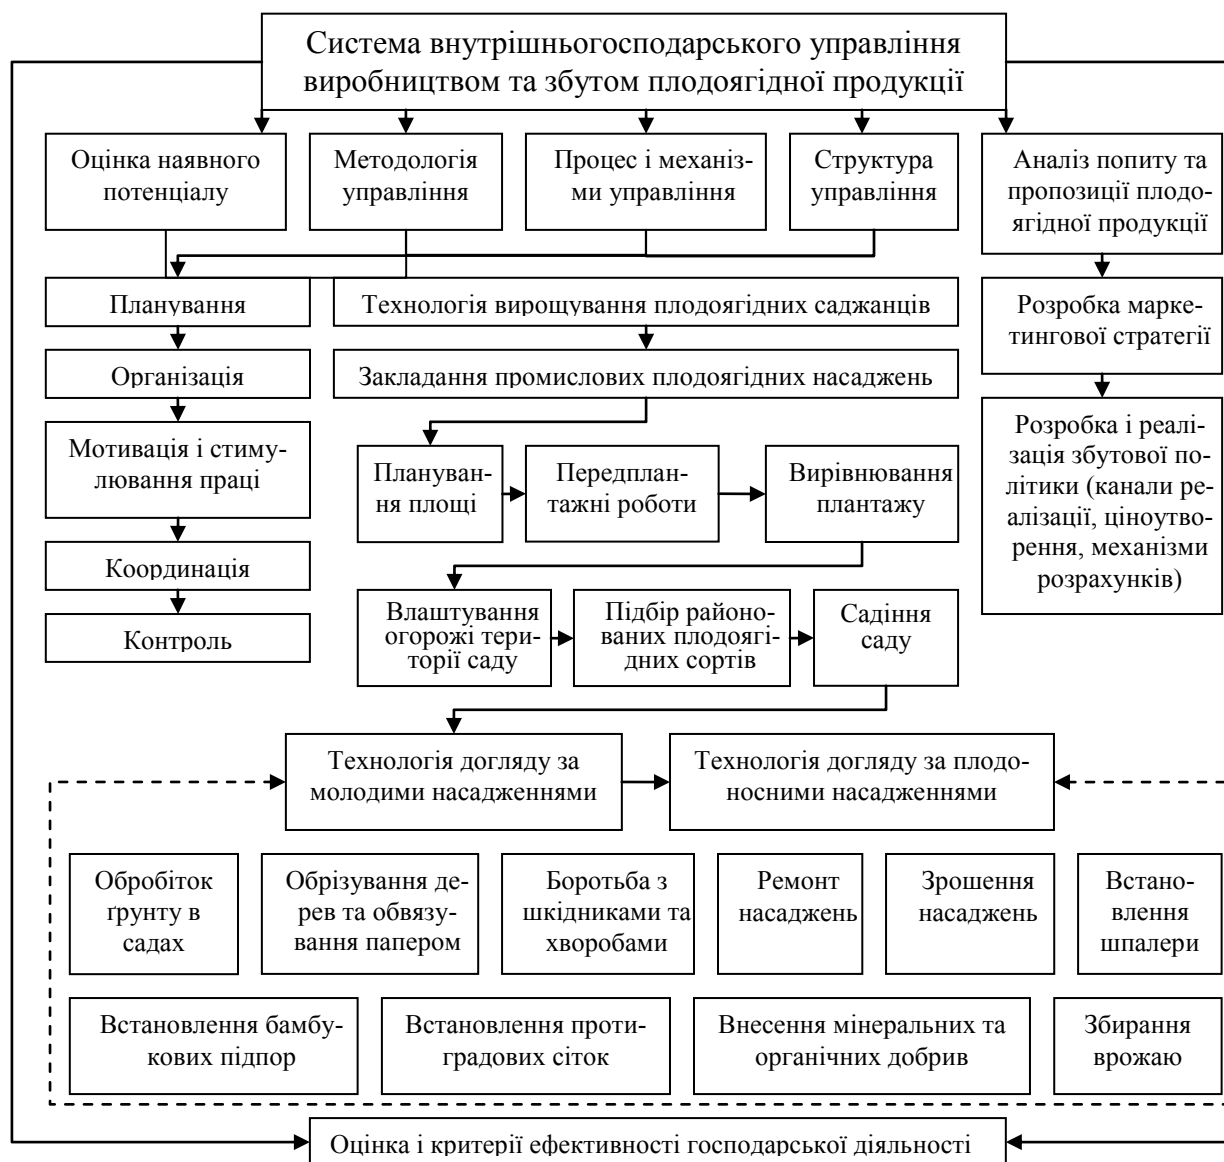 Система внутрішньогосподарського управління
виробництвом та збутом плодоягідної продукції
Оцінка наявного
потенціалу
Методологія
управління
Процес і механіз-
ми управління
Структура
управління
Аналіз попиту та
пропозиції плодо-
ягідної продукції
Планування
Технологія вирощування плодоягідних саджанців
Розробка марке-
тингової стратегії
Організація
Закладання промислових плодоягідних насаджень
Мотивація і стиму-
лювання праці
Плануван-
ня площі
Передплан-
тажні роботи
Вирівнювання
плантажу
Розробка і реалі-
зація збутової по-
літики (канали ре-
алізації, ціноутво-
рення, механізми
розрахунків)
Координація
Контроль
Влаштування
огорожі тери-
торії саду
Підбір районо-
ваних плодоягі-
дних сортів
Садіння
саду
Технологія догляду за
молодими насадженнями
Технологія догляду за плодо-
носними насадженнями
Обробіток
ґрунту в
садах
Обрізування де-
рев та обвязу-
вання папером
Боротьба з
шкідниками та
хворобами
Ремонт
насаджень
Зрошення
насаджень
Встано-
влення
шпалери
Встановлення бамбу-
кових підпор
Встановлення проти-
градових сіток
Внесення мінеральних та
органічних добрив
Збирання
врожаю
Оцінка і критерії ефективності господарської діяльності